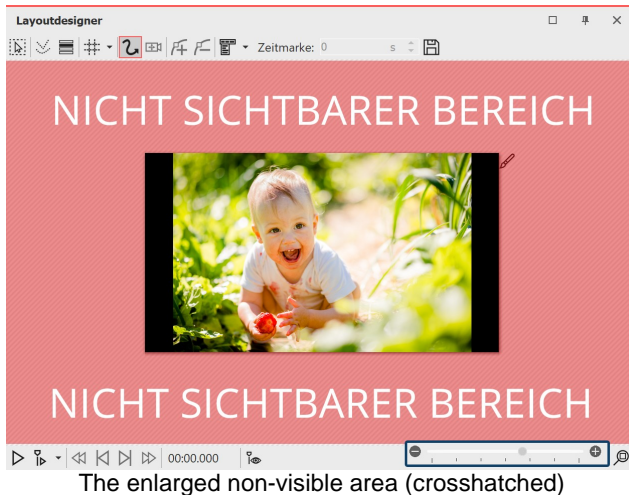 Layoutdesigner
Zeitmarke: 0 s
NICHT SICHTBARER BEREICH
NICHT SICHTBARER BEREICH
00:00.000
The enlarged non-visible area (crosshatched)